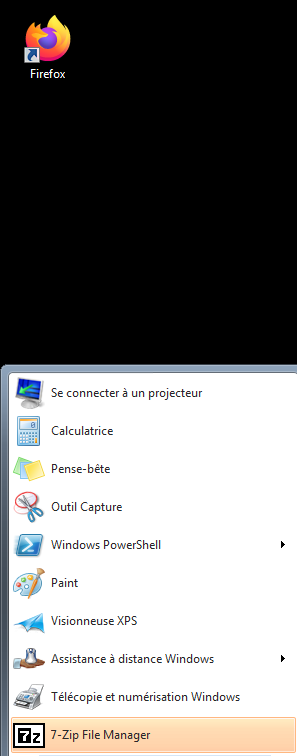 Firefox
Se connecter à un projecteur
Calculatrice
Pense-bête
Outil Capture
Windows PowerShell
Paint
Visionneuse XPS
Assistance à distance Windows
Télécopie et numérisation Windows
7z 7-Zip File Manager